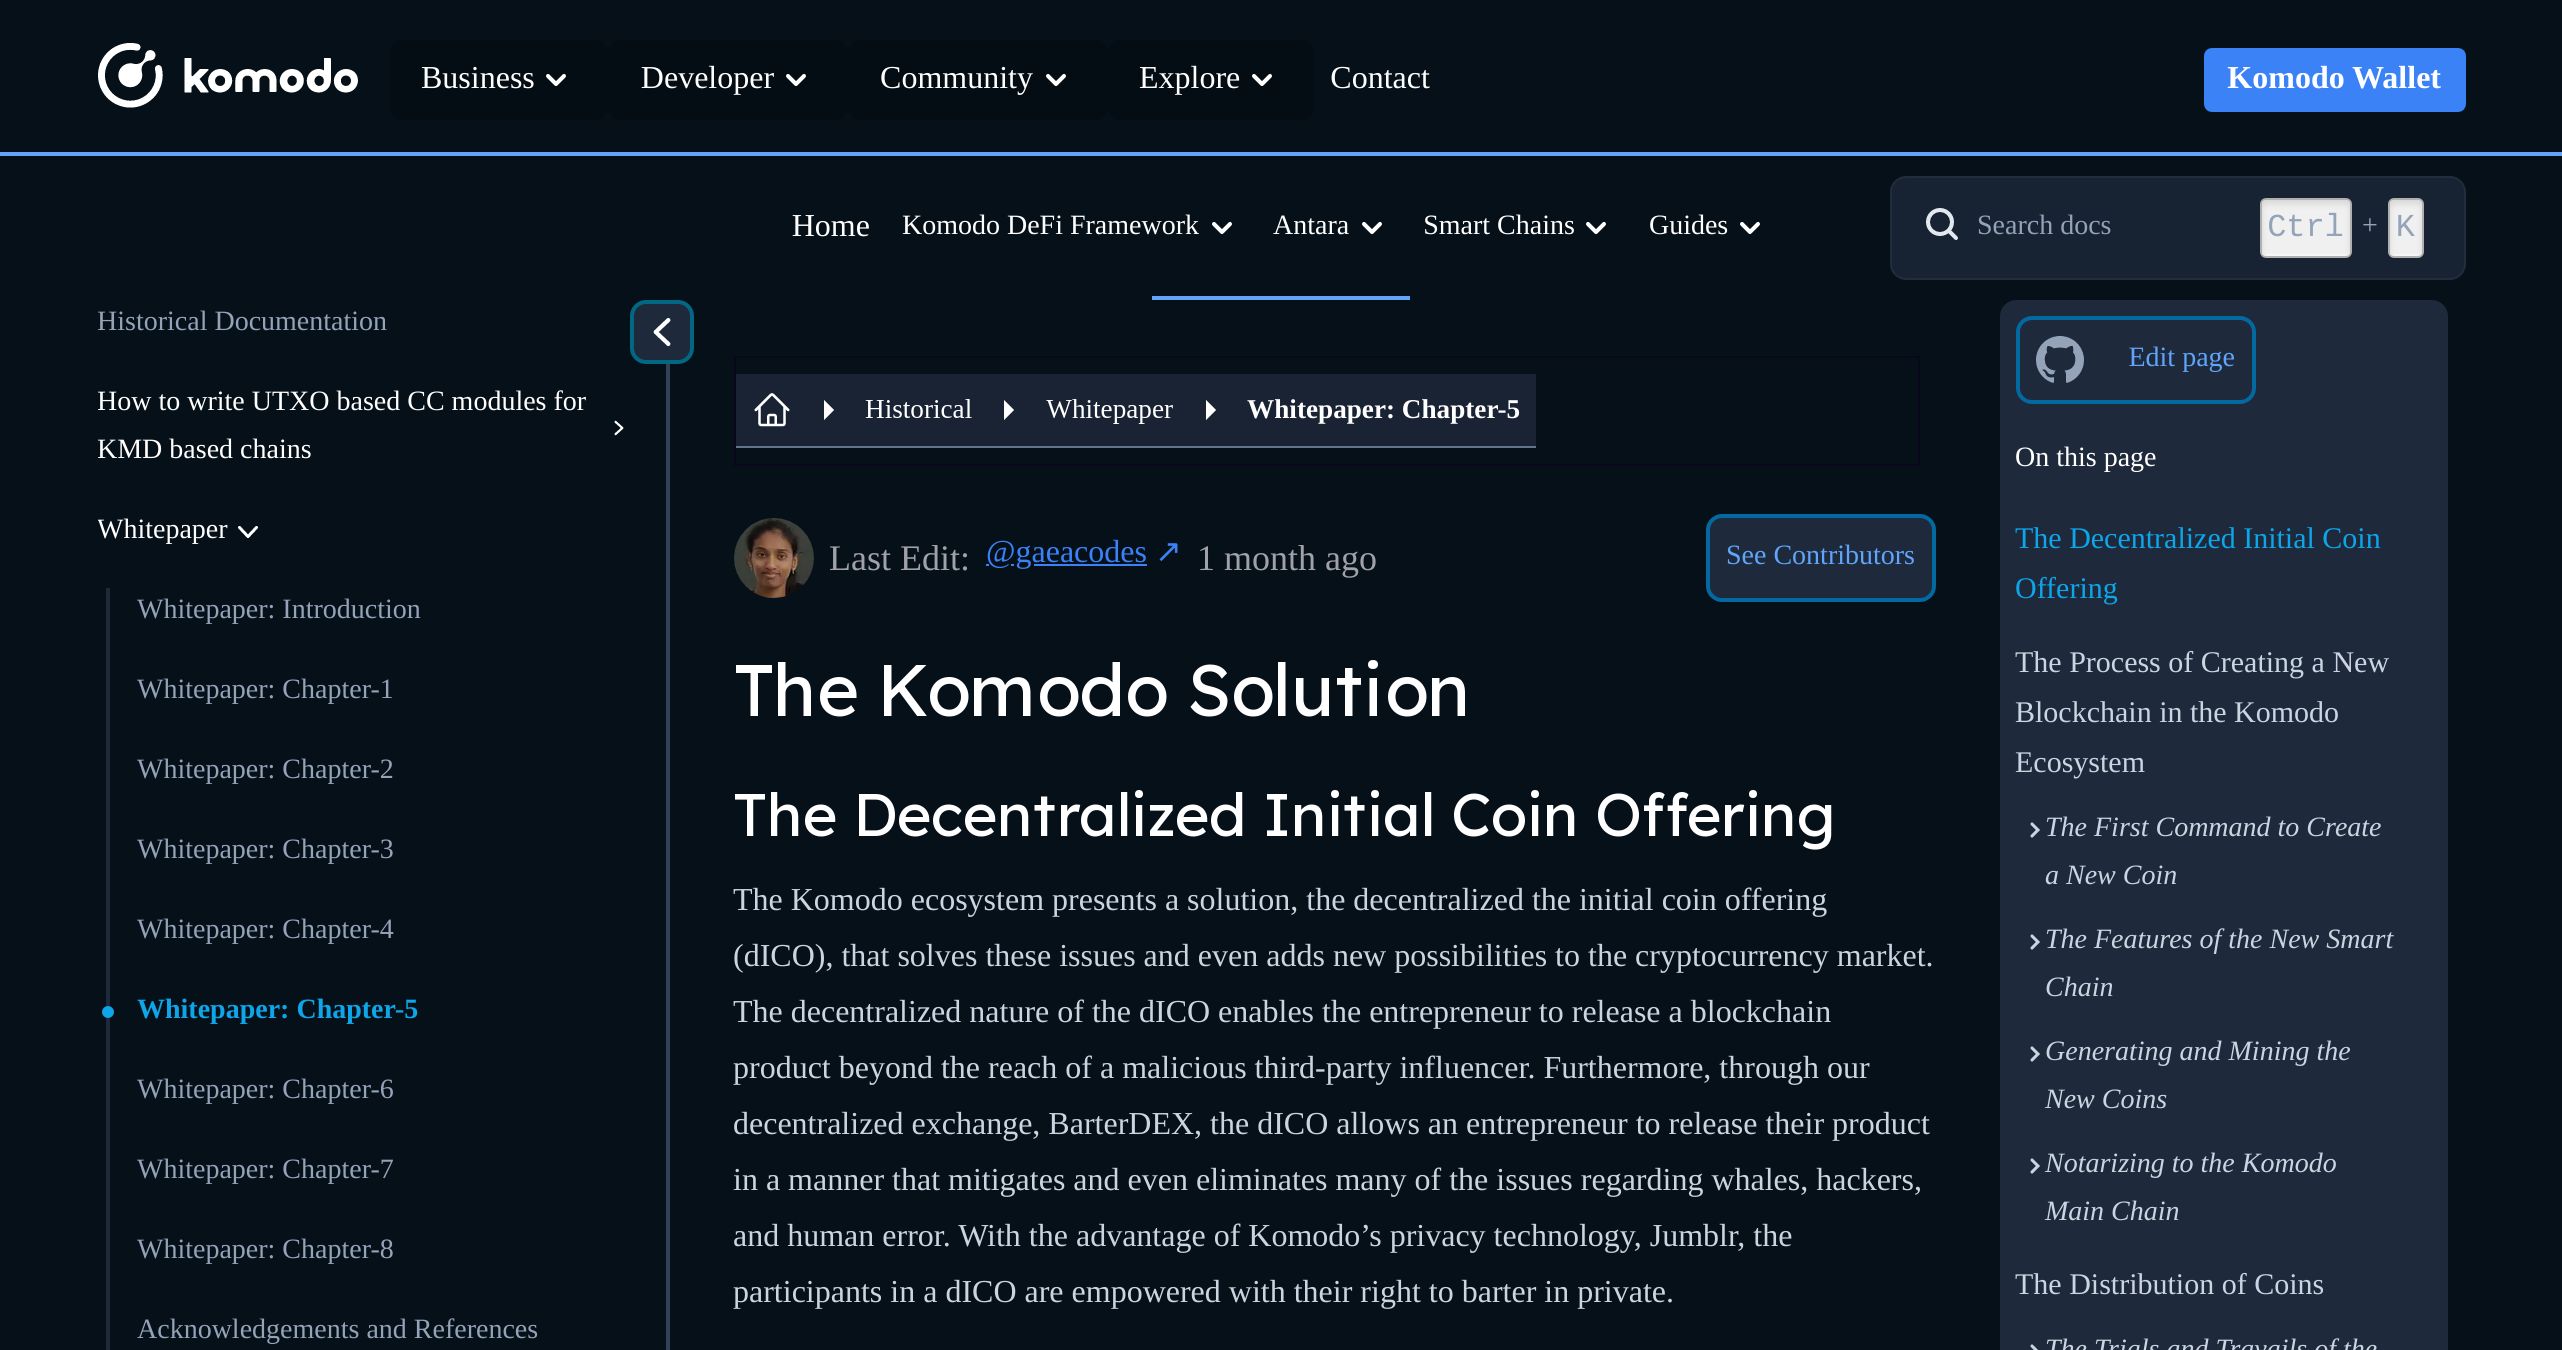 komodo
Business
Developer
Community
Explore
Contact
Komodo Wallet
Home
Komodo DeFi Framework
Antara
Smart Chains
Guides
Search docs
Ctrl + K
Historical Documentation
How to write UTXO based CC modules for
KMD based chains
Whitepaper
Whitepaper: Introduction
Whitepaper: Chapter-1
Whitepaper: Chapter-2
Whitepaper: Chapter-3
Whitepaper: Chapter-4
Whitepaper: Chapter-5
Whitepaper: Chapter-6
Whitepaper: Chapter-7
Whitepaper: Chapter-8
Acknowledgements and References
Historical
Whitepaper
Whitepaper: Chapter-5
Last Edit: @gaeacodes ↗ 1 month ago
See Contributors
The Komodo Solution
The Decentralized Initial Coin Offering
The Komodo ecosystem presents a solution, the decentralized the initial coin offering
(dICO), that solves these issues and even adds new possibilities to the cryptocurrency market.
The decentralized nature of the dICO enables the entrepreneur to release a blockchain
product beyond the reach of a malicious third-party influencer. Furthermore, through our
decentralized exchange, BarterDEX, the dICO allows an entrepreneur to release their product
in a manner that mitigates and even eliminates many of the issues regarding whales, hackers,
and human error. With the advantage of Komodo’s privacy technology, Jumblr, the
participants in a dICO are empowered with their right to barter in private.
Edit page
On this page
The Decentralized Initial Coin
Offering
The Process of Creating a New
Blockchain in the Komodo
Ecosystem
The First Command to Create
a New Coin
The Features of the New Smart
Chain
Generating and Mining the
New Coins
Notarizing to the Komodo
Main Chain
The Distribution of Coins
The Trials and Travails of the